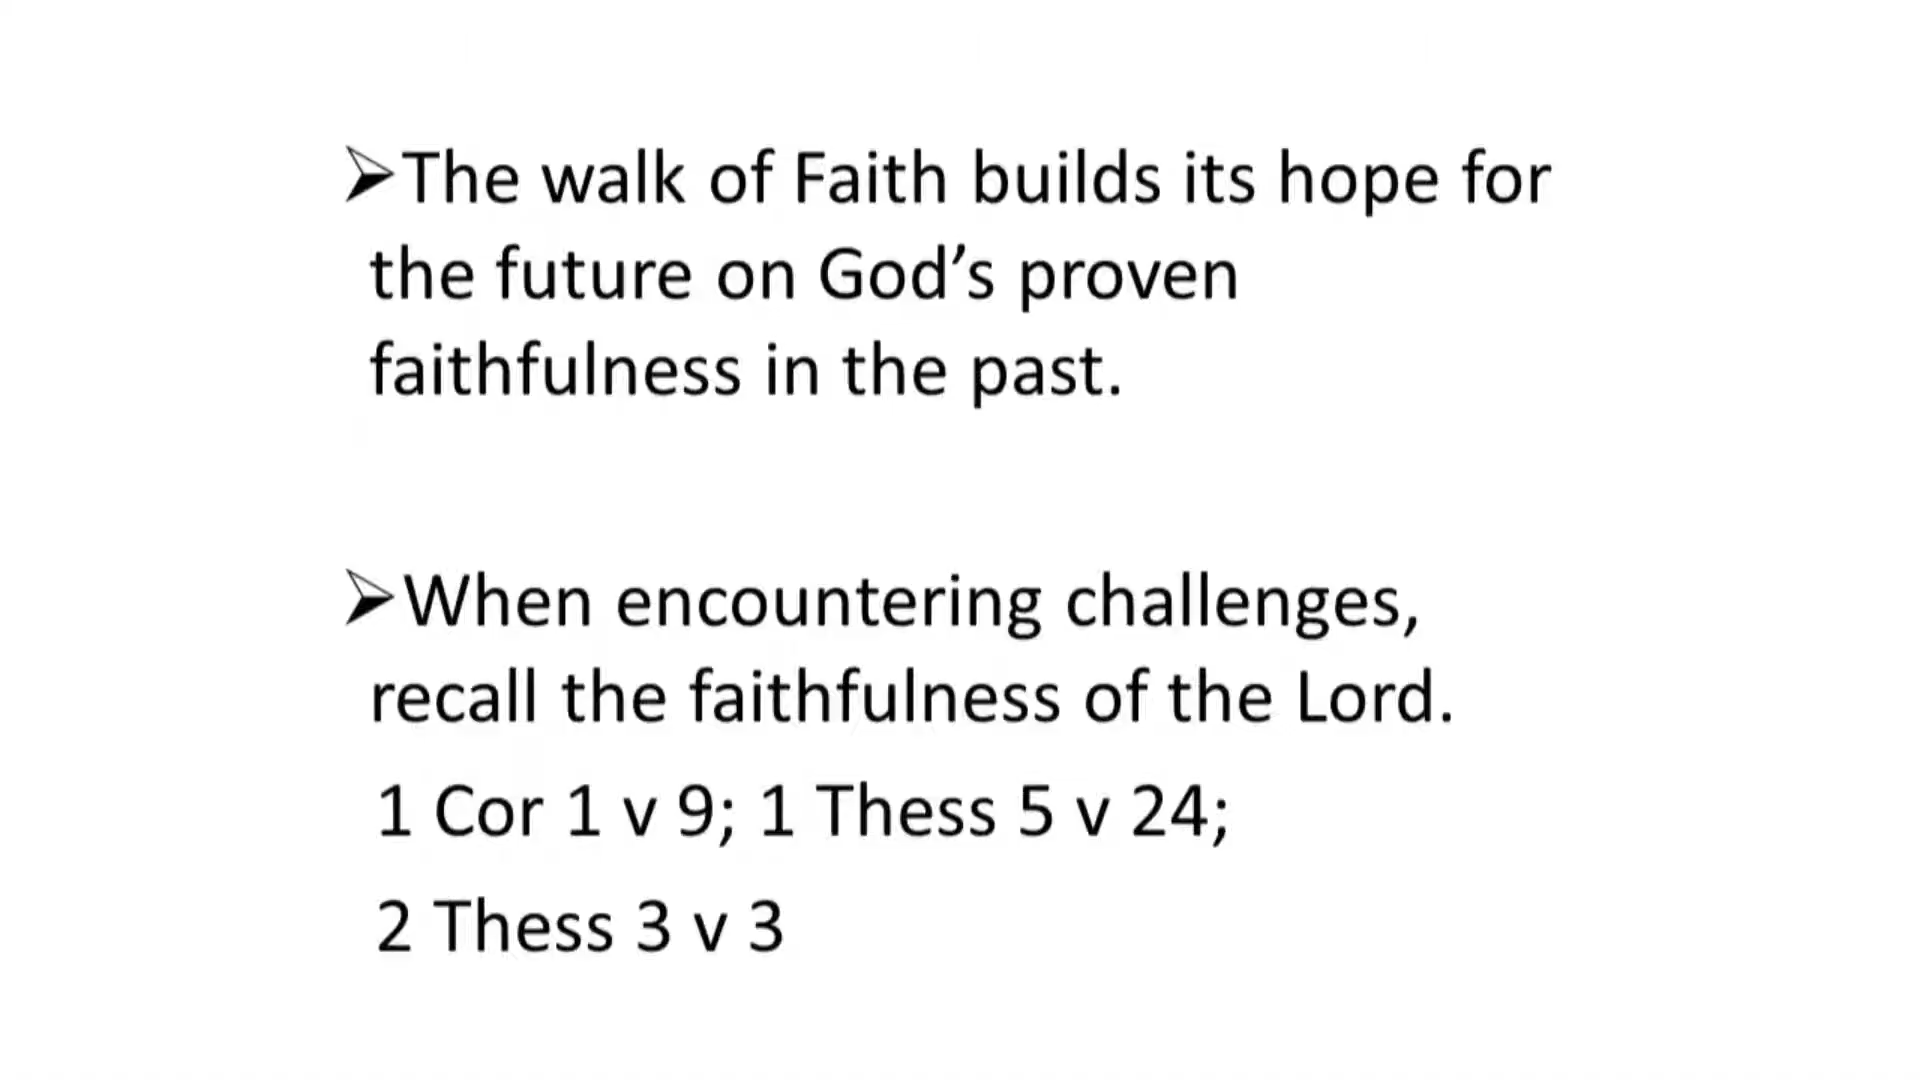 ➢The walk of Faith builds its hope for
the future on God’s proven
faithfulness in the past.
➢When encountering challenges,
recall the faithfulness of the Lord.
1 Cor 1 v 9; 1 Thess 5 v 24;
2 Thess 3 v 3